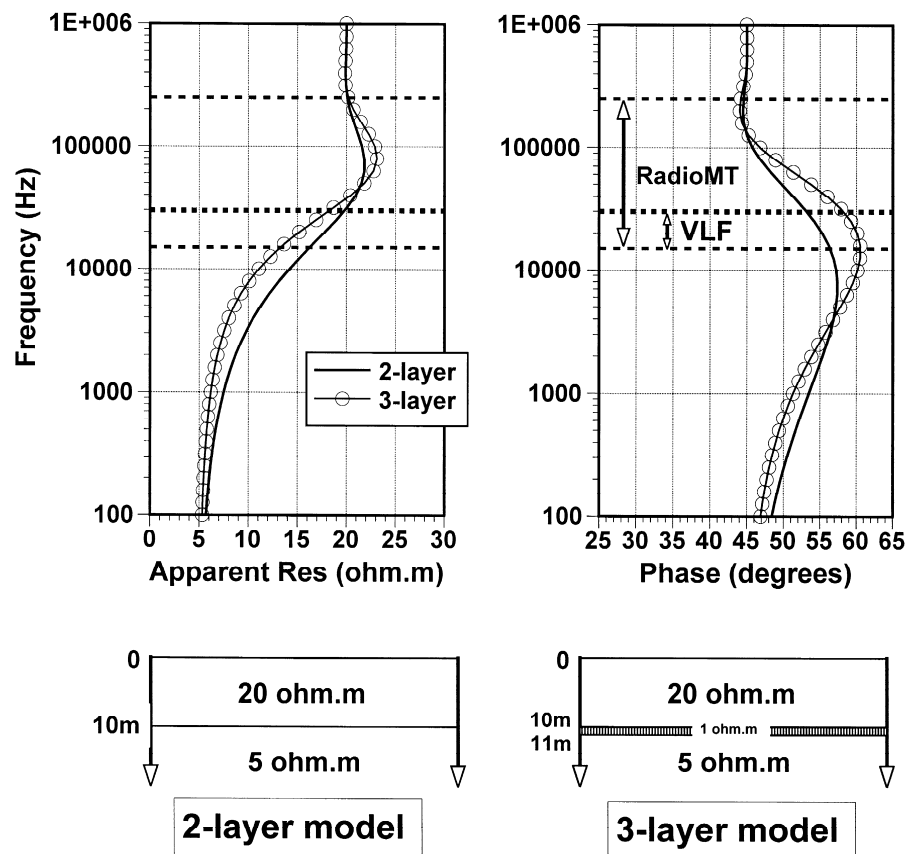 1E+006
100000
10000
1000
100
Frequency (Hz)
0 5 10 15 20 25 30
Apparent Res (ohm.m)
2-layer
3-layer
1E+006
100000
10000
1000
100
RadioMT
VLF
25 30 35 40 45 50 55 60 65
Phase (degrees)
0
20 ohm.m
10m
5 ohm.m
2-layer model
0
20 ohm.m
10m
1 ohm.m
11m
5 ohm.m
3-layer model